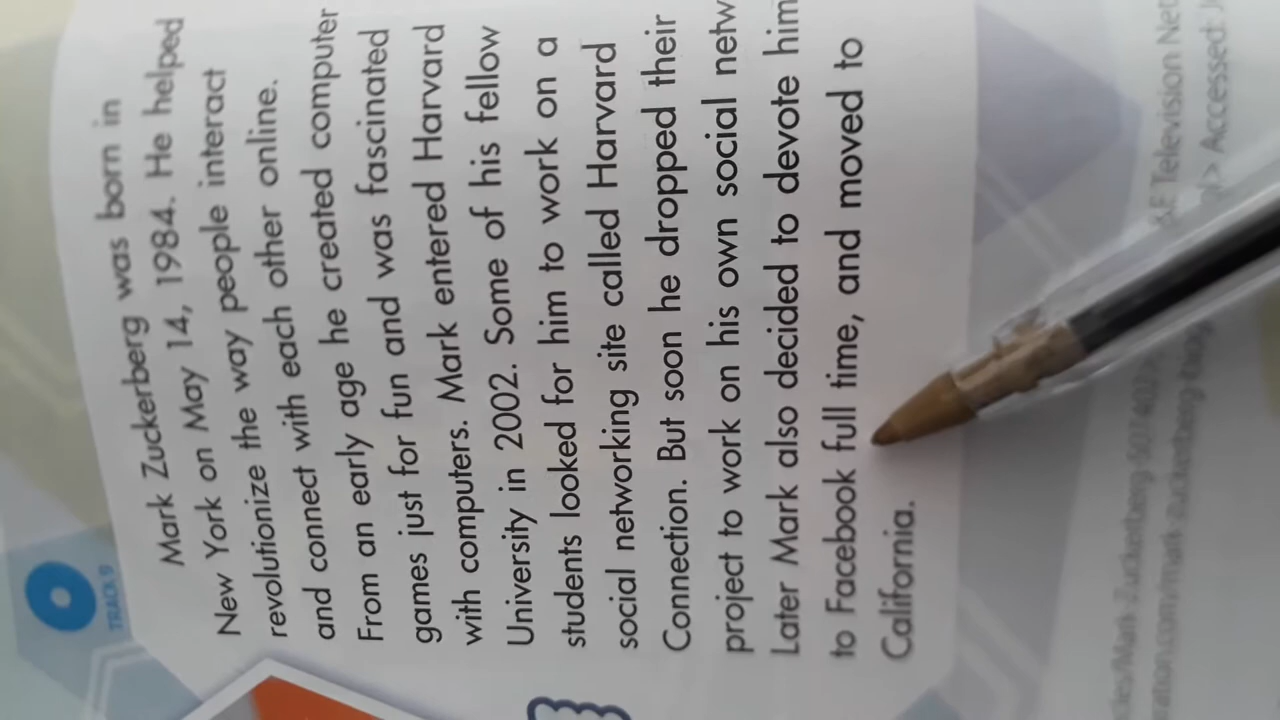 TRACK 9
Mark Zuckerberg was born in
New York on May 14, 1984. He helped
revolutionize the way people interact
and connect with each other online.
From an early age he created computer
games just for fun and was fascinated
with computers. Mark entered Harvard
University in 2002. Some of his fellow
students looked for him to work on a
social networking site called Harvard
Connection. But soon he dropped their
project to work on his own social netw
Later Mark also decided to devote him
to Facebook full time, and moved to
California.
Television Net
Accessed: